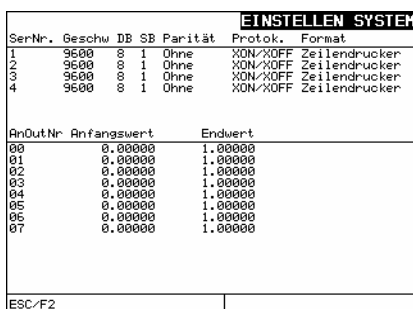 EINSTELLEN SYSTEM
SerNr. Geschw DB SB Parität Protok. Format
1 9600 8 1 Ohne XON/XOFF Zeilendrucker
2 9600 8 1 Ohne XON/XOFF Zeilendrucker
3 9600 8 1 Ohne XON/XOFF Zeilendrucker
4 9600 8 1 Ohne XON/XOFF Zeilendrucker
AnOutNr Anfangswert Endwert
00 0.00000 1.00000
01 0.00000 1.00000
02 0.00000 1.00000
03 0.00000 1.00000
04 0.00000 1.00000
05 0.00000 1.00000
06 0.00000 1.00000
07 0.00000 1.00000
ESC/F2